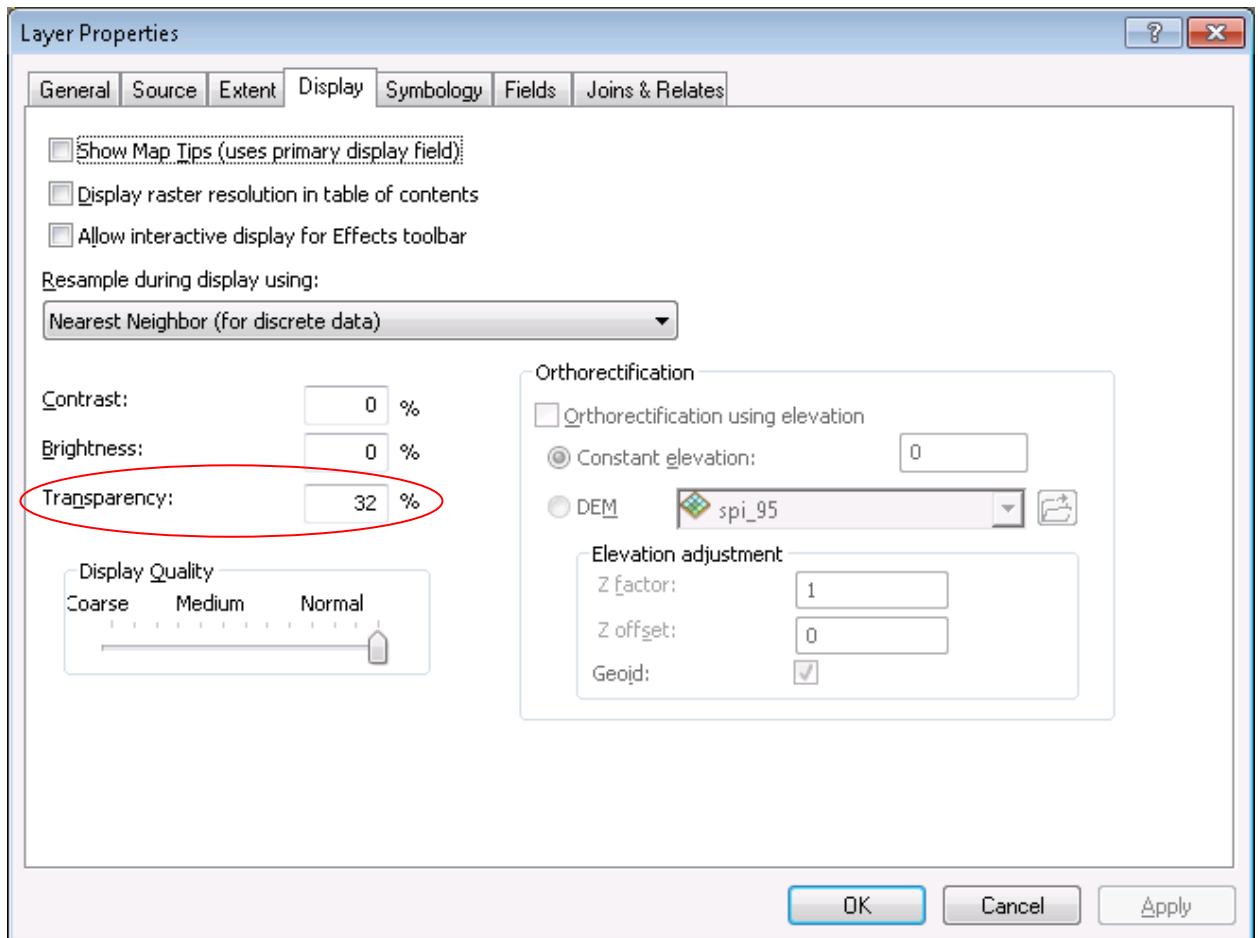 Layer Properties
General Source Extent Display Symbology Fields Joins & Relates
Show Map Tips (uses primary display field)
Display raster resolution in table of contents
Allow interactive display for Effects toolbar
Resample during display using:
Nearest Neighbor (for discrete data)
Contrast: 0 %
Brightness: 0 %
Transparency: 32 %
Display Quality
Coarse Medium Normal
Orthorectification
Orthorectification using elevation
Constant elevation: 0
DEM spi_95
Elevation adjustment
Z factor: 1
Z offset: 0
Geoid:
OK Cancel Apply